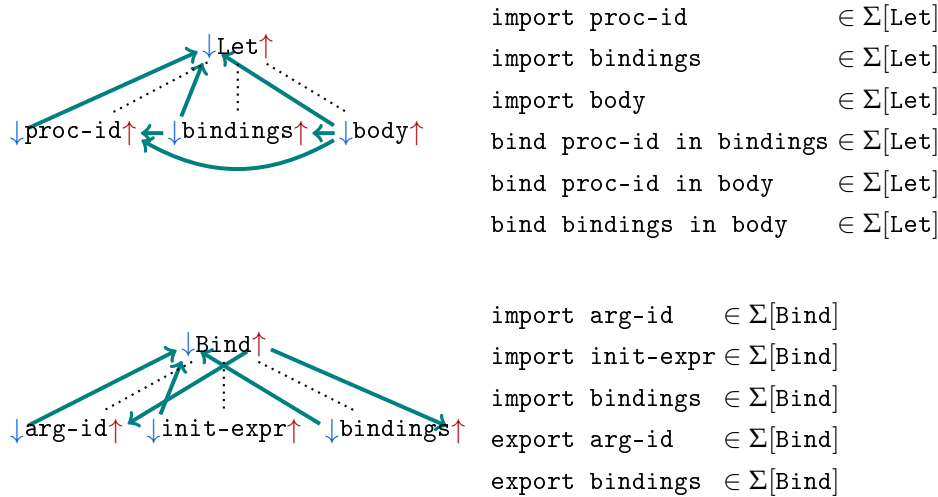 ↓Let↑
↓proc-id↑ ↓bindings↑ ↓body↑
import proc-id ∈ Σ[Let]
import bindings ∈ Σ[Let]
import body ∈ Σ[Let]
bind proc-id in bindings ∈ Σ[Let]
bind proc-id in body ∈ Σ[Let]
bind bindings in body ∈ Σ[Let]
↓Bind↑
↓arg-id↑ ↓init-expr↑ ↓bindings↑
import arg-id ∈ Σ[Bind]
import init-expr ∈ Σ[Bind]
import bindings ∈ Σ[Bind]
export arg-id ∈ Σ[Bind]
export bindings ∈ Σ[Bind]